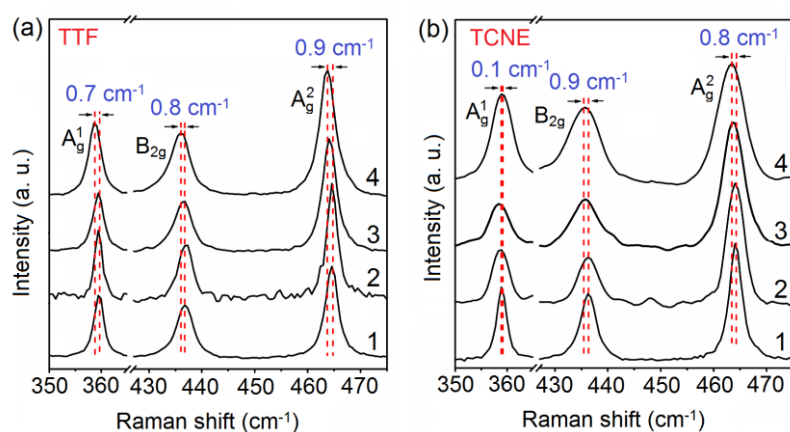 (a)
TTF
0.7 cm⁻¹
0.8 cm⁻¹
0.9 cm⁻¹
A¹g
B₂g
A²g
4
3
2
1
Intensity (a. u.)
350 360 430 440 450 460 470
Raman shift (cm⁻¹)
(b)
TCNE
0.1 cm⁻¹
0.9 cm⁻¹
0.8 cm⁻¹
A¹g
B₂g
A²g
4
3
2
1
Intensity (a. u.)
350 360 430 440 450 460 470
Raman shift (cm⁻¹)